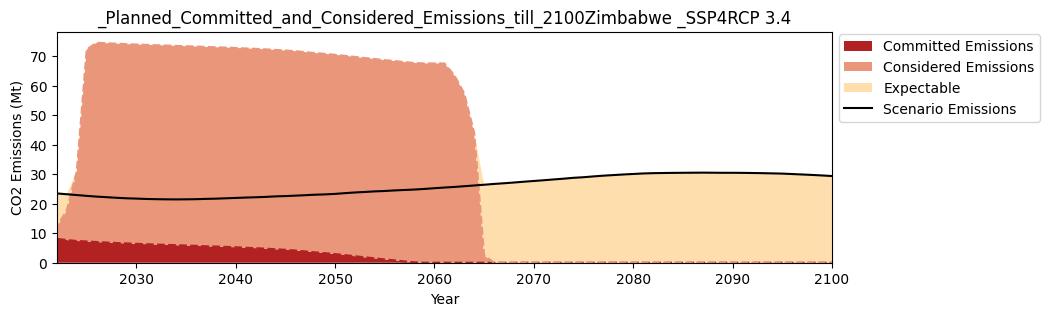 _Planned_Committed_and_Considered_Emissions_till_2100Zimbabwe _SSP4RCP 3.4
CO2 Emissions (Mt)
70
60
50
40
30
20
10
0
2030 2040 2050 2060 2070 2080 2090 2100
Year
Committed Emissions
Considered Emissions
Expectable
Scenario Emissions